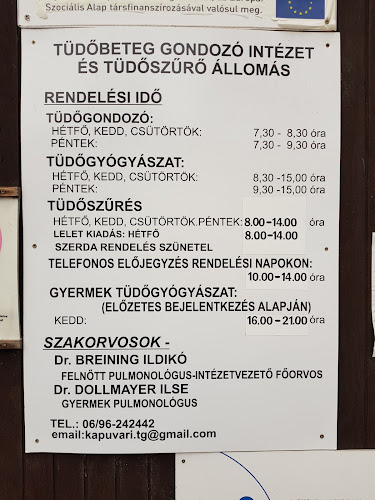 Szociális Alap társfinanszírozásával valósul meg.
TÜDŐBETEG GONDOZÓ INTÉZET
ÉS TÜDŐSZŰRŐ ÁLLOMÁS
RENDELÉSI IDŐ
TÜDŐGONDOZÓ:
HÉTFŐ, KEDD, CSÜTÖRTÖK: 7,30 - 8,30 óra
PÉNTEK: 7,30 - 9,30 óra
TÜDŐGYÓGYÁSZAT:
HÉTFŐ, KEDD, CSÜTÖRTÖK: 8,30 -15,00 óra
PÉNTEK: 9,30 -15,00 óra
TÜDŐSZŰRÉS
HÉTFŐ, KEDD, CSÜTÖRTÖK.PÉNTEK: 8.00-14.00 óra
LELET KIADÁS: HÉTFŐ 8.00-14.00
SZERDA RENDELÉS SZÜNETEL
TELEFONOS ELŐJEGYZÉS RENDELÉSI NAPOKON:
10.00-14.00 óra
GYERMEK TÜDŐGYÓGYÁSZAT:
(ELŐZETES BEJELENTKEZÉS ALAPJÁN)
KEDD: 16.00-21.00 óra
SZAKORVOSOK -
Dr. BREINING ILDIKÓ
FELNŐTT PULMONOLÓGUS-INTÉZETVEZETŐ FŐORVOS
Dr. DOLLMAYER ILSE
GYERMEK PULMONOLÓGUS
TEL.: 06/96-242442
email:kapuvari.tg@gmail.com